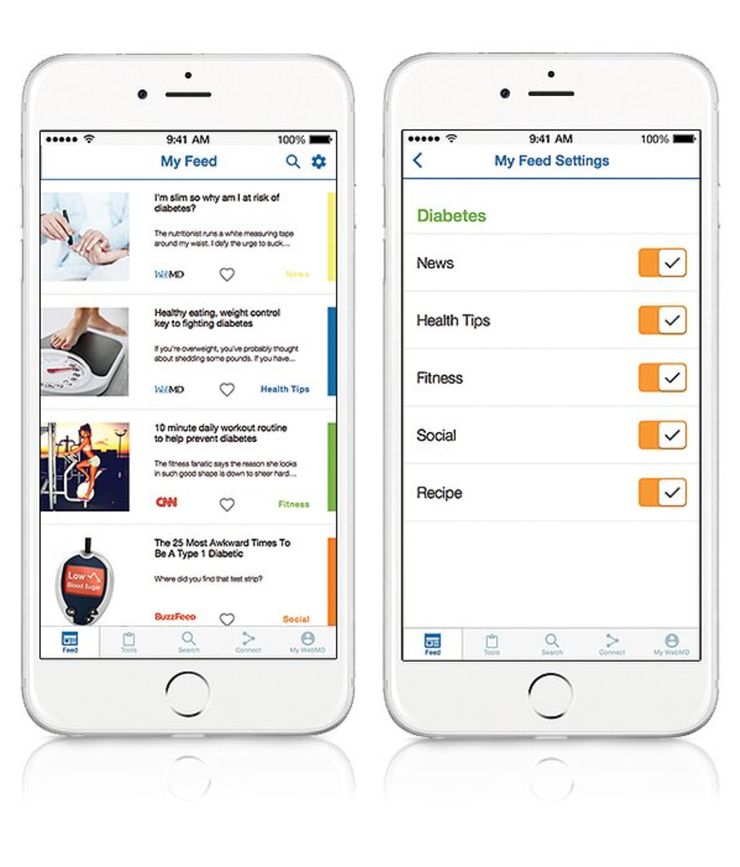 9:41 AM
100%
My Feed
I'm slim so why am I at risk of
diabetes?
The nutritionist runs a white measuring tape
around my waist. I defy the urge to suck....
WebMD
News
Healthy eating, weight control
key to fighting diabetes
If you're overweight, you've probably thought
about shedding some pounds. If you have...
WebMD
Health Tips
10 minute daily workout routine
to help prevent diabetes
The fitness fanatic says the reason she looks
in such good shape is down to sheer hard....
CNN
Fitness
The 25 Most Awkward Times To
Be A Type 1 Diabetic
Low
Blood Sugar
Where did you find that test strip?
BuzzFeed
Social
Feed
Tools
Search
Connect
My WebMD
9:41 AM
100%
My Feed Settings
Diabetes
News
Health Tips
Fitness
Social
Recipe
Feed
Tools
Search
Connect
My WebMD